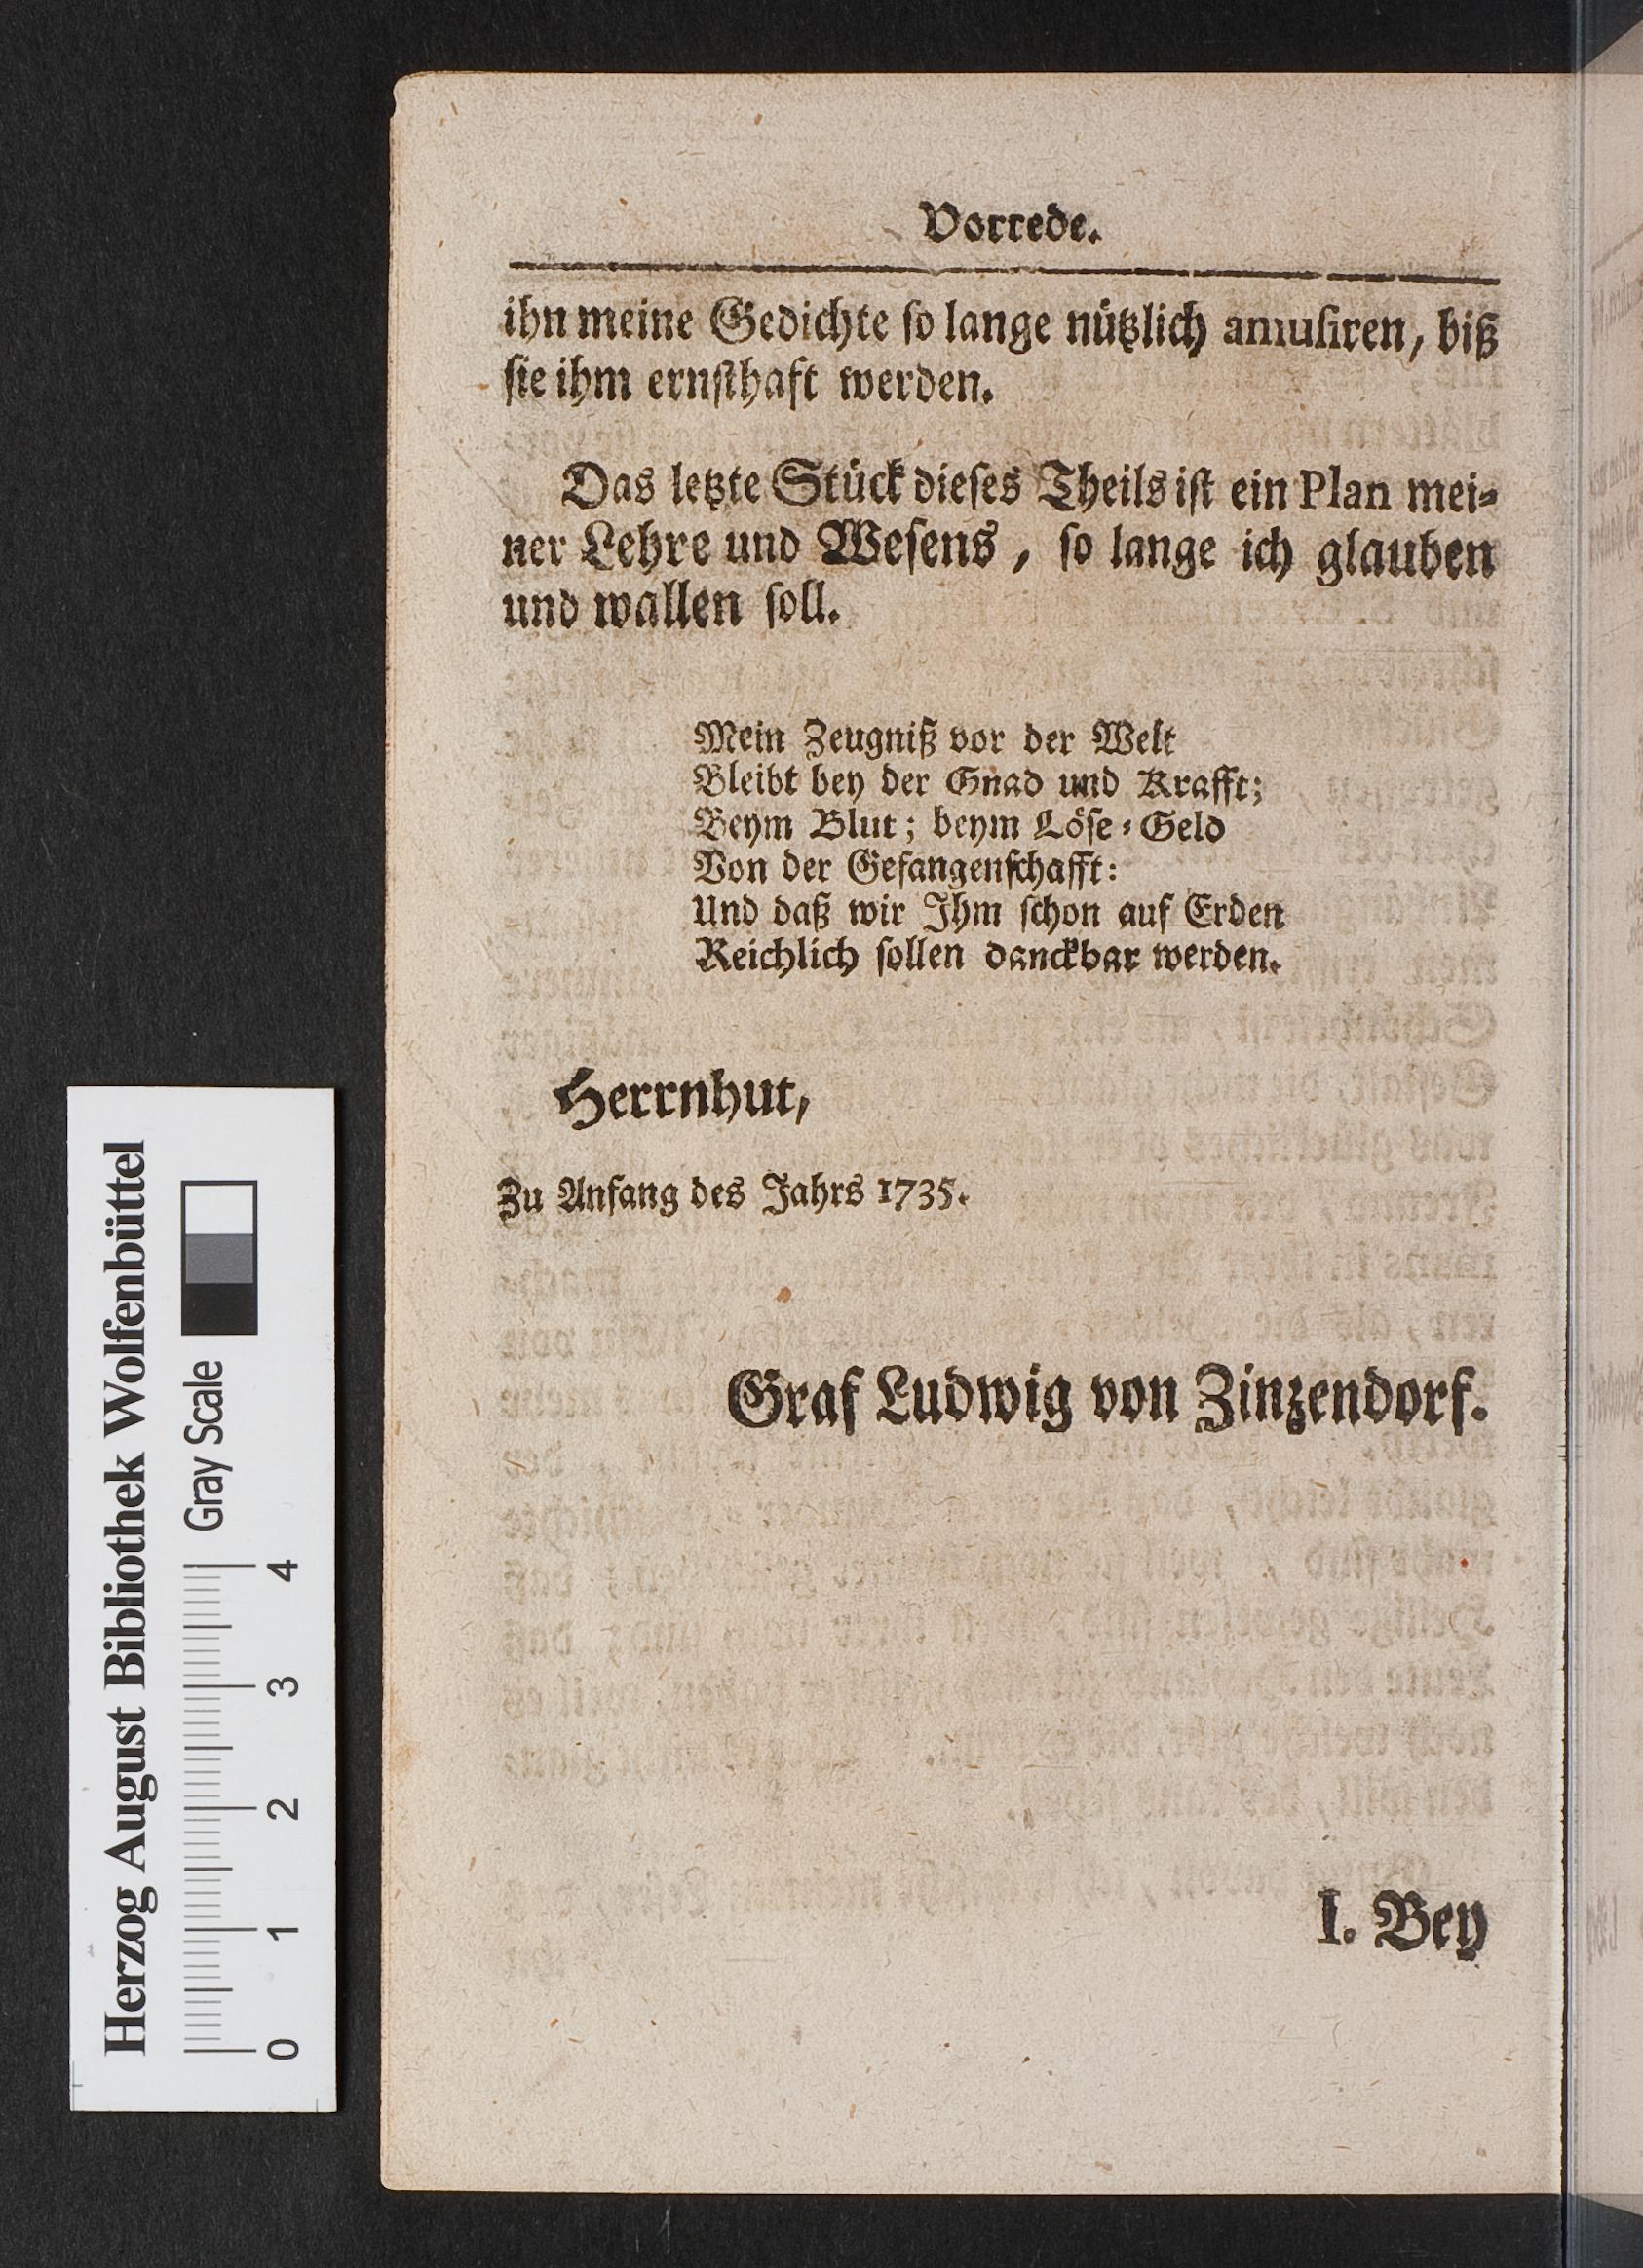 Vorrede.
ihn meine Gedichte ſo lange nützlich amuſiren, biß
ſie ihm ernſthaft werden.
Das letzte Stück dieſes Theils iſt ein Plan mei-
ner Lehre und Weſens, ſo lange ich glauben
und wallen ſoll.
Mein Zeugniß vor der Welt
Bleibt bey der Gnad und Krafft;
Beym Blut; beym Löſe-Geld
Von der Gefangenſchafft:
Und daß wir Ihm ſchon auf Erden
Reichlich ſollen danckbar werden.
Herrnhut,
Zu Anfang des Jahrs 1735.
Graf Ludwig von Zinzendorf.
I. Bey
Herzog August Bibliothek Wolfenbüttel
Gray Scale
0 1 2 3 4